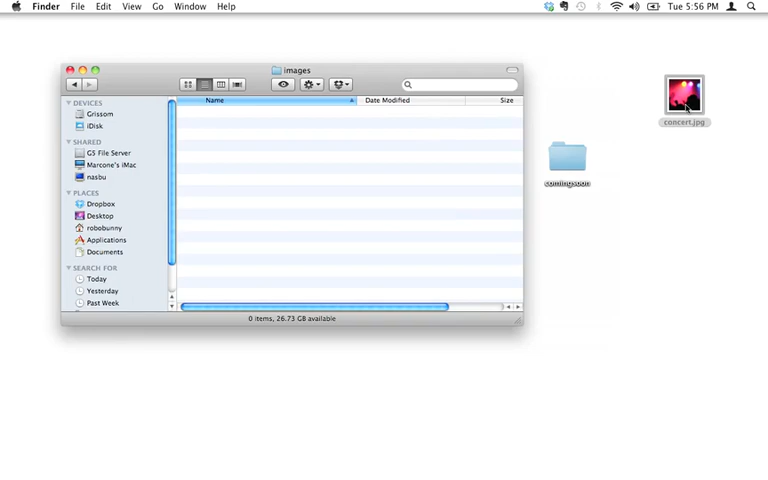 Finder File Edit View Go Window Help Tue 5:56 PM
images
Name Date Modified Size
DEVICES
Grissom
iDisk
SHARED
G5 File Server
Marcone's iMac
nasbu
PLACES
Dropbox
Desktop
robobunny
Applications
Documents
SEARCH FOR
Today
Yesterday
Past Week
0 items, 26.73 GB available
comingsoon
concert.jpg